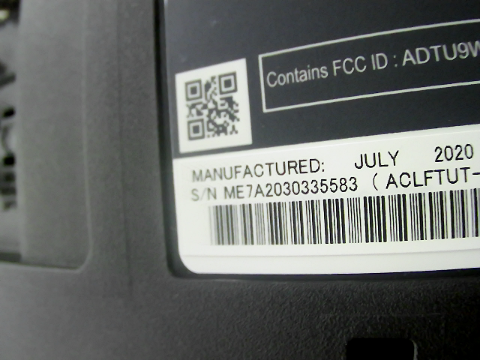 Contains FCC ID : ADTU9W
MANUFACTURED: JULY 2020
S/N ME7A2030335583 ( ACLFTUT-